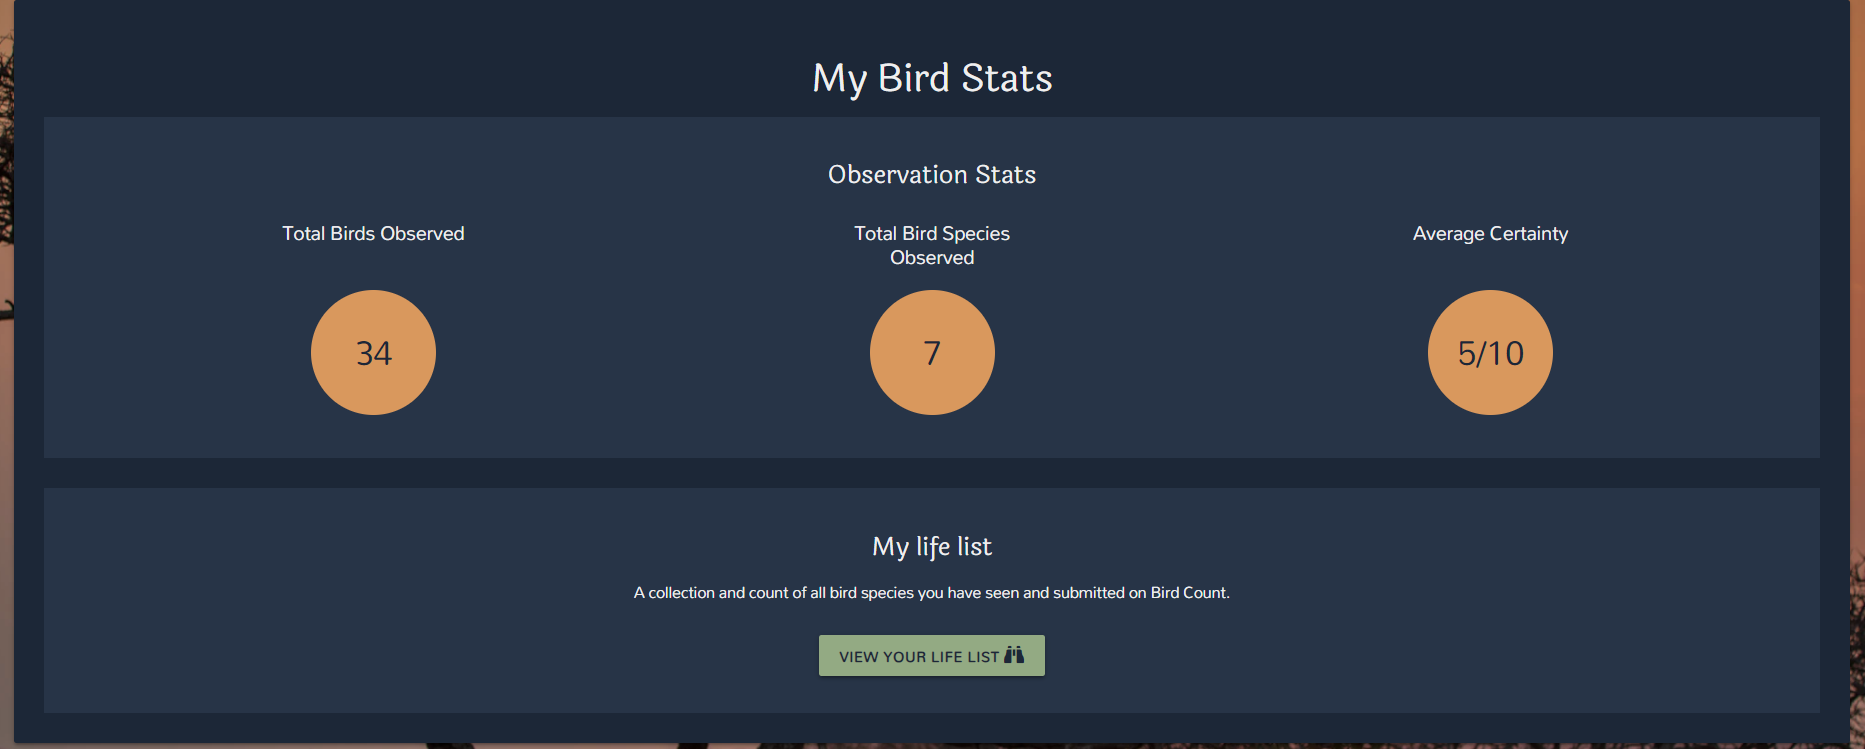 My Bird Stats
Observation Stats
Total Birds Observed
34
Total Bird Species
Observed
7
Average Certainty
5/10
My life list
A collection and count of all bird species you have seen and submitted on Bird Count.
VIEW YOUR LIFE LIST